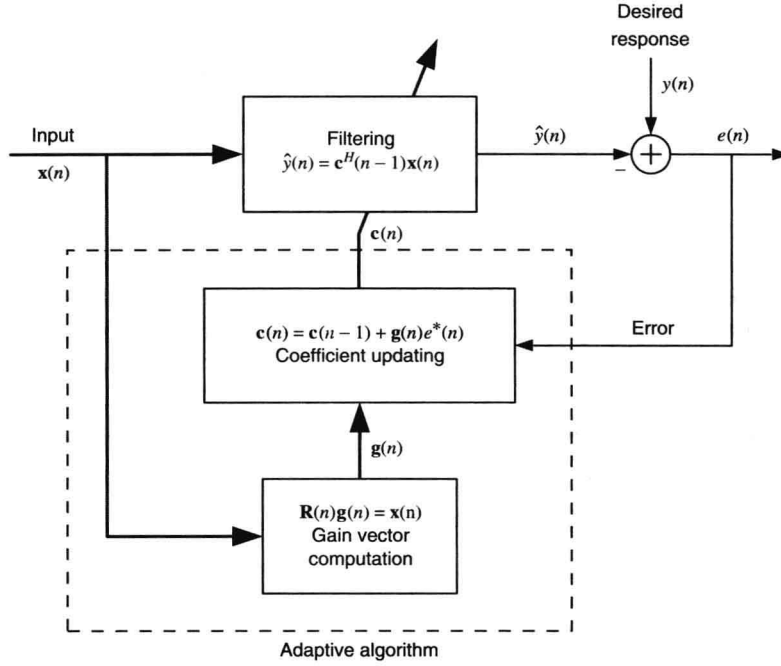 Desired
response
y(n)
Input
x(n)
Filtering
ŷ(n) = c^H(n − 1)x(n)
ŷ(n)
+
−
e(n)
c(n)
c(n) = c(n − 1) + g(n)e*(n)
Coefficient updating
Error
g(n)
R(n)g(n) = x(n)
Gain vector
computation
Adaptive algorithm